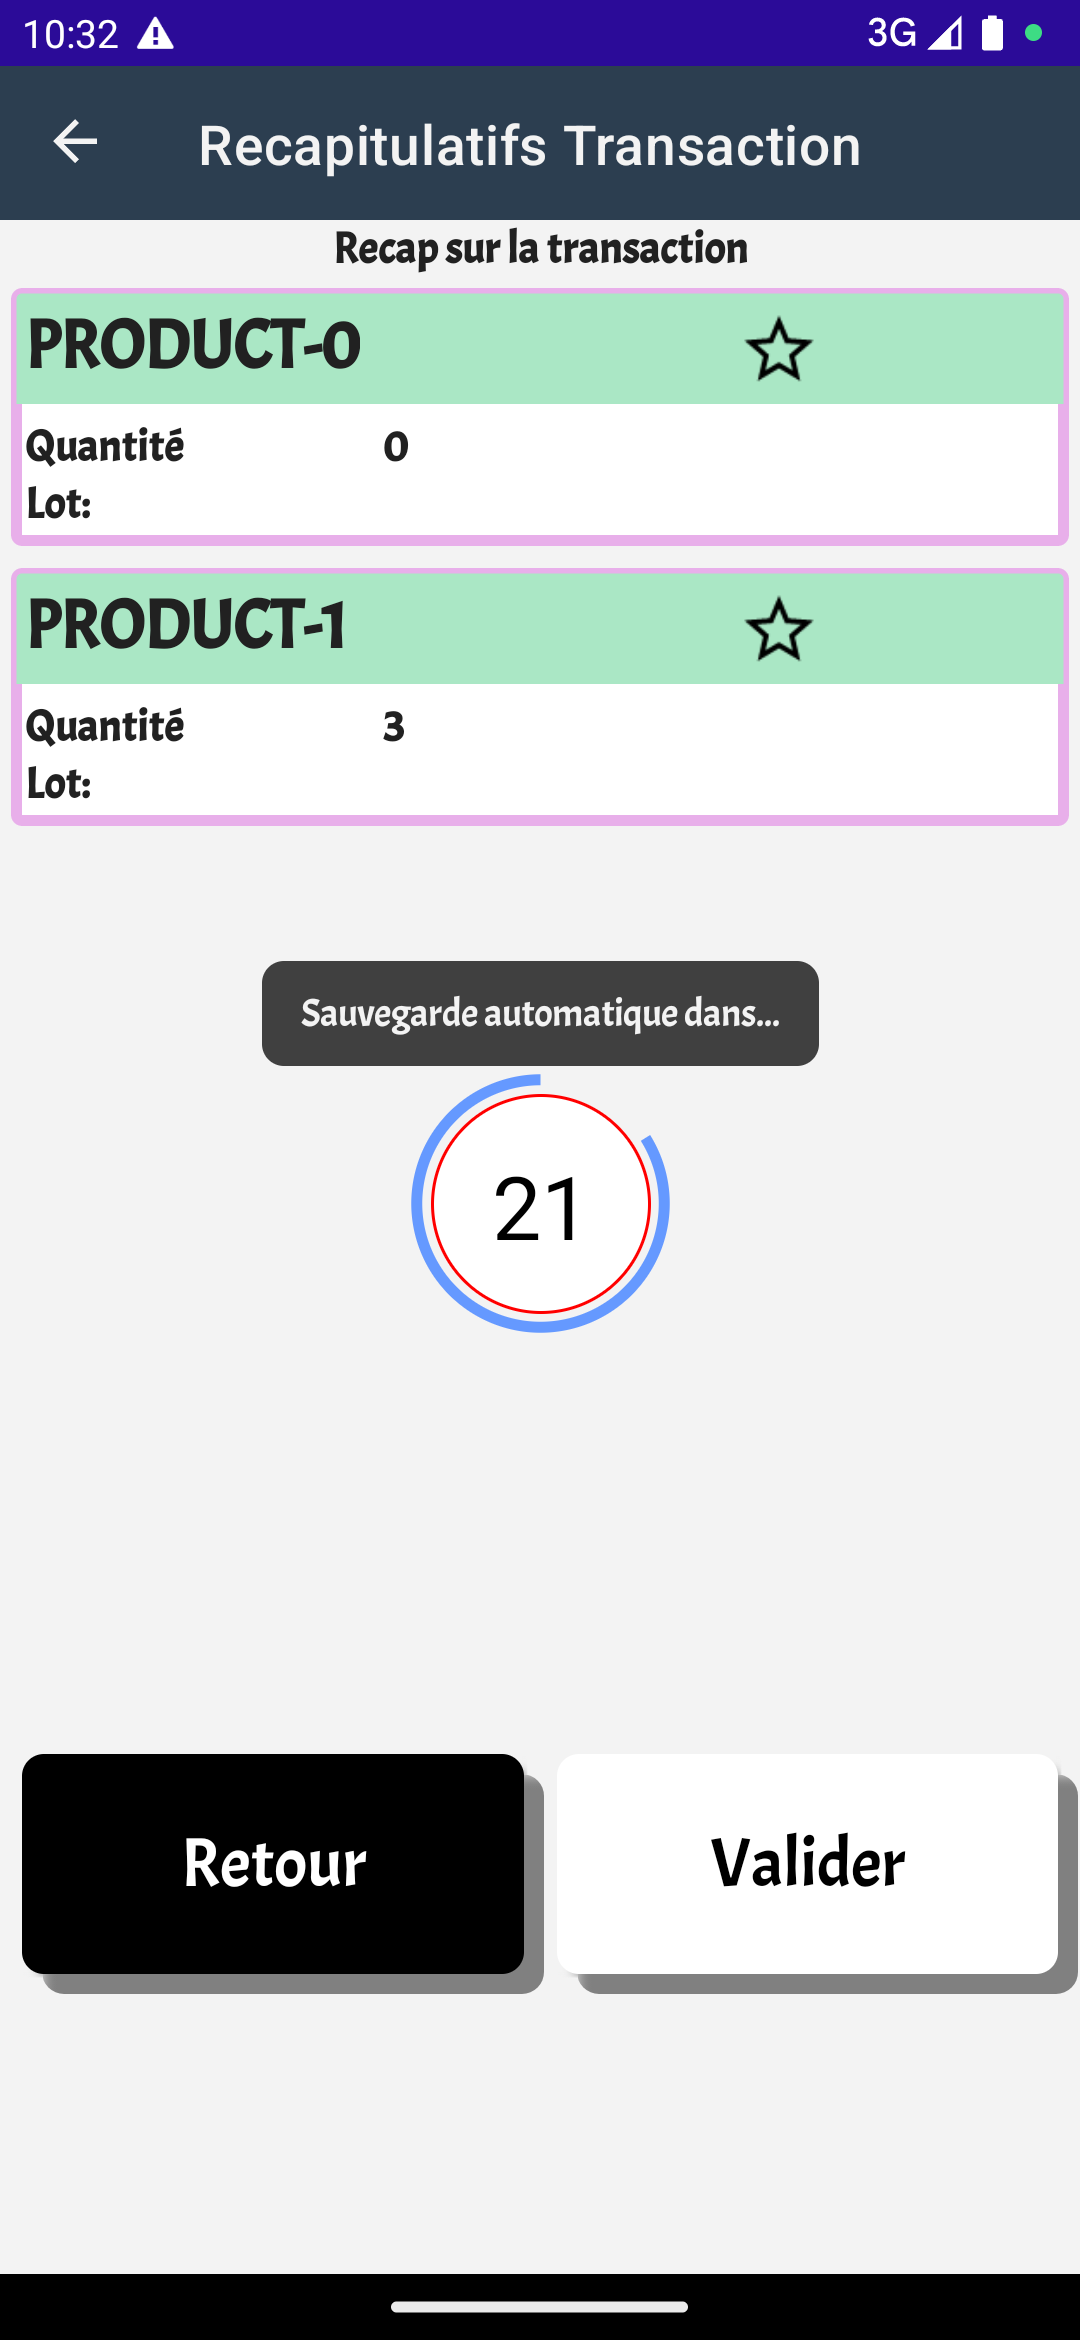 10:32 3G
Recapitulatifs Transaction
Recap sur la transaction
PRODUCT-0
Quantité 0
Lot:
PRODUCT-1
Quantité 3
Lot:
Sauvegarde automatique dans...
21
Retour Valider